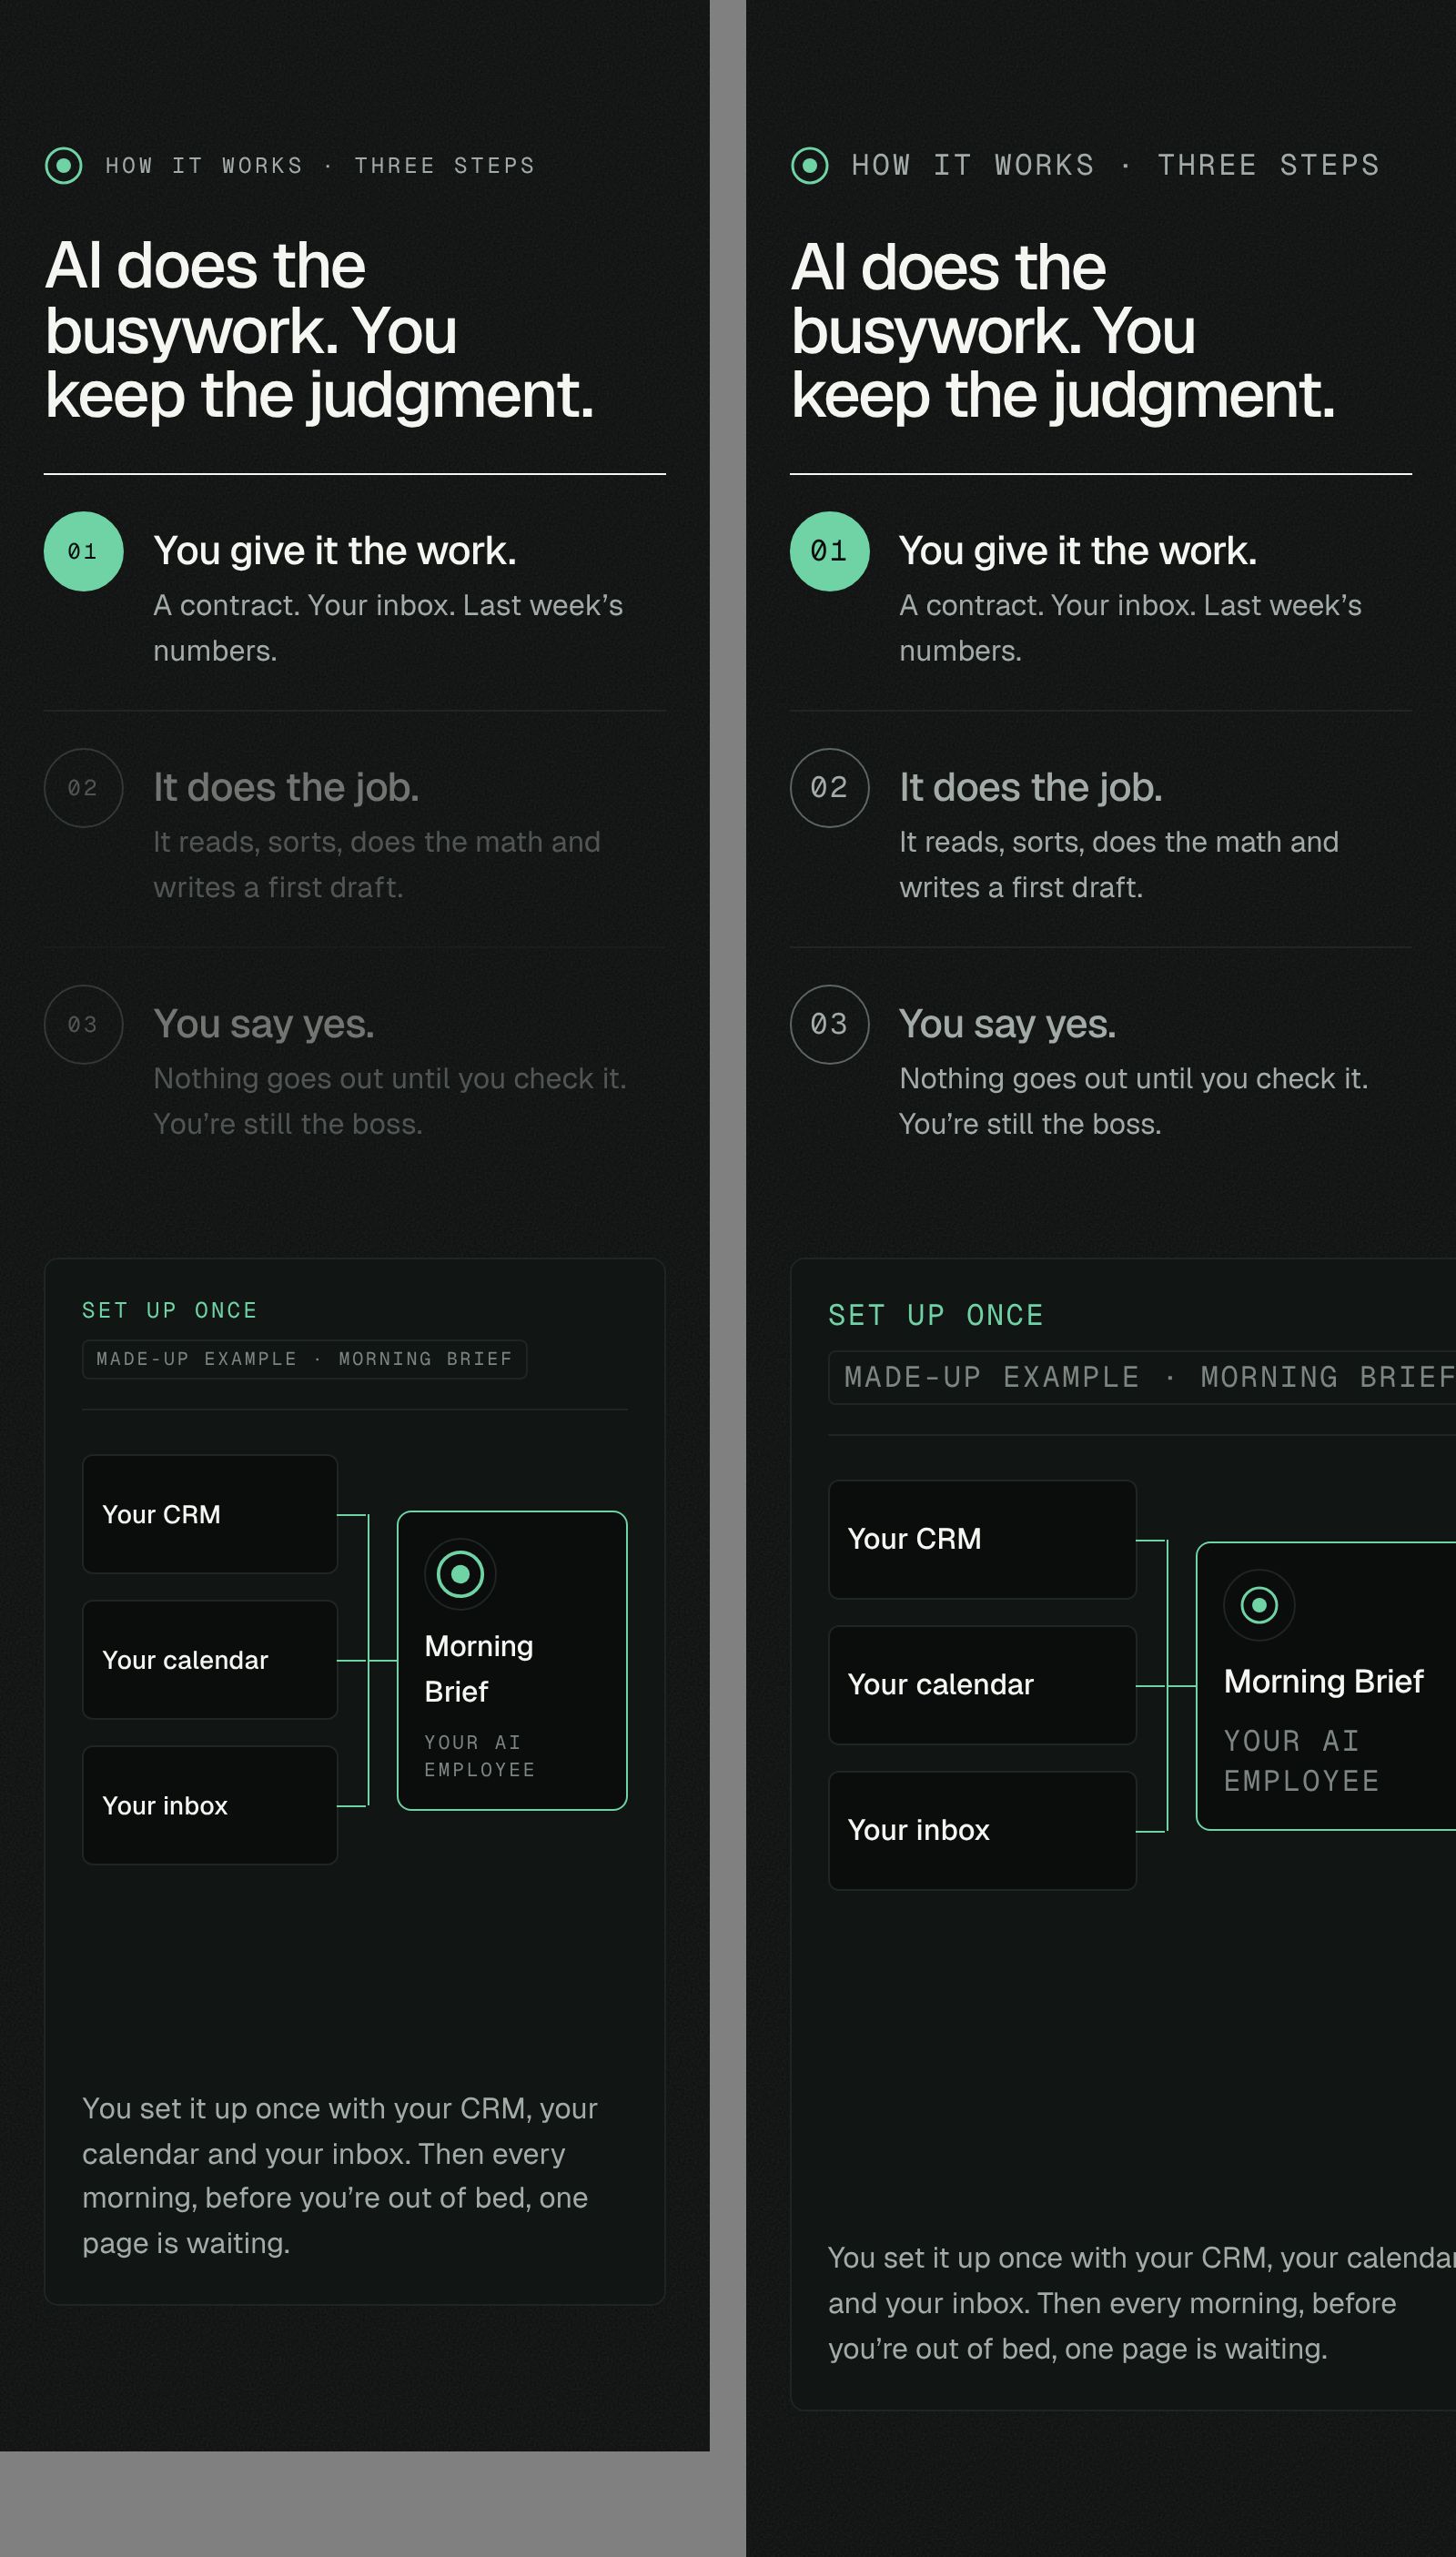 HOW IT WORKS · THREE STEPS
AI does the
busywork. You
keep the judgment.
01
You give it the work.
A contract. Your inbox. Last week’s
numbers.
02
It does the job.
It reads, sorts, does the math and
writes a first draft.
03
You say yes.
Nothing goes out until you check it.
You’re still the boss.
SET UP ONCE
MADE-UP EXAMPLE · MORNING BRIEF
Your CRM
Your calendar
Your inbox
Morning
Brief
YOUR AI
EMPLOYEE
You set it up once with your CRM, your
calendar and your inbox. Then every
morning, before you’re out of bed, one
page is waiting.
HOW IT WORKS · THREE STEPS
AI does the
busywork. You
keep the judgment.
01
You give it the work.
A contract. Your inbox. Last week’s
numbers.
02
It does the job.
It reads, sorts, does the math and
writes a first draft.
03
You say yes.
Nothing goes out until you check it.
You’re still the boss.
SET UP ONCE
MADE-UP EXAMPLE · MORNING BRIEF
Your CRM
Your calendar
Your inbox
Morning Brief
YOUR AI
EMPLOYEE
You set it up once with your CRM, your calendar
and your inbox. Then every morning, before
you’re out of bed, one page is waiting.